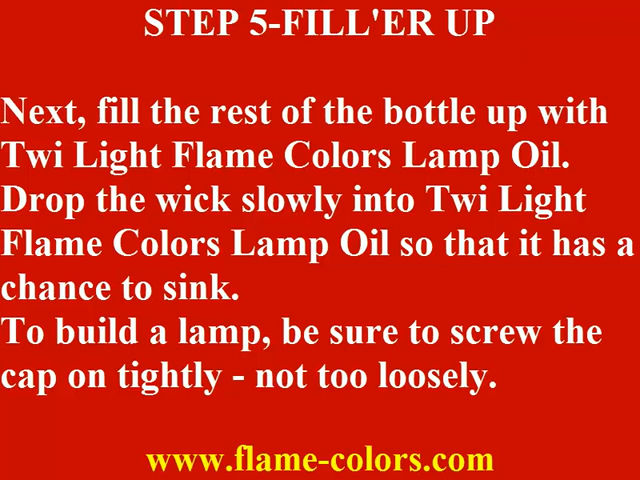 STEP 5-FILL'ER UP
Next, fill the rest of the bottle up with
Twi Light Flame Colors Lamp Oil.
Drop the wick slowly into Twi Light
Flame Colors Lamp Oil so that it has a
chance to sink.
To build a lamp, be sure to screw the
cap on tightly - not too loosely.
www.flame-colors.com